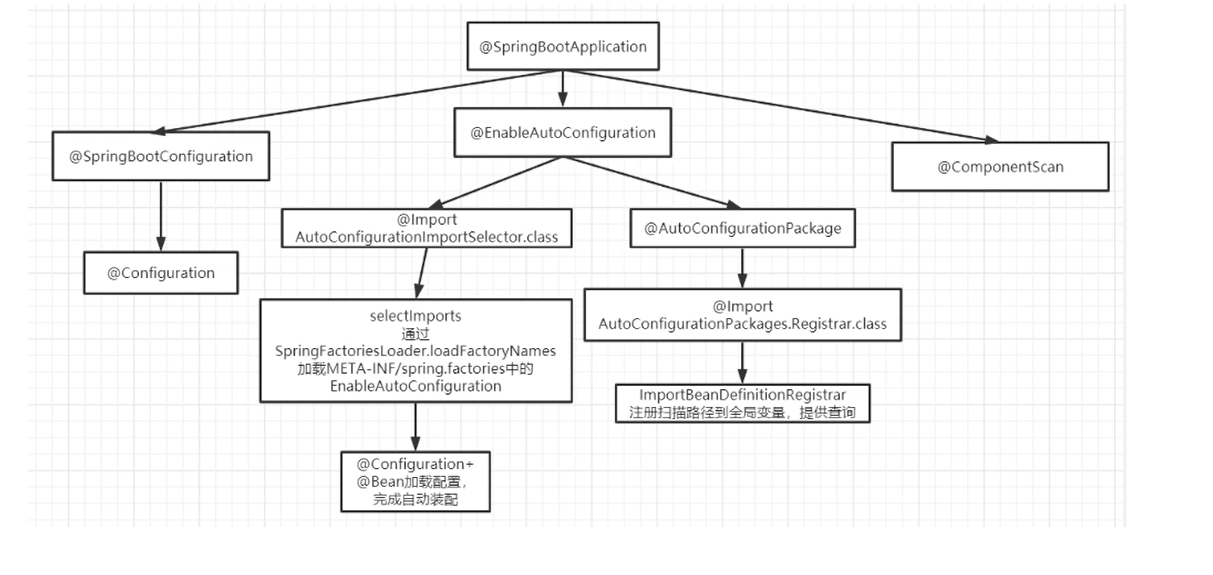 @SpringBootApplication
@SpringBootConfiguration
@EnableAutoConfiguration
@ComponentScan
@Configuration
@Import
AutoConfigurationImportSelector.class
@AutoConfigurationPackage
selectImports
通过
SpringFactoriesLoader.loadFactoryNames
加载META-INF/spring.factories中的
EnableAutoConfiguration
@Import
AutoConfigurationPackages.Registrar.class
ImportBeanDefinitionRegistrar
注册扫描路径到全局变量，提供查询
@Configuration+
@Bean加载配置，
完成自动装配